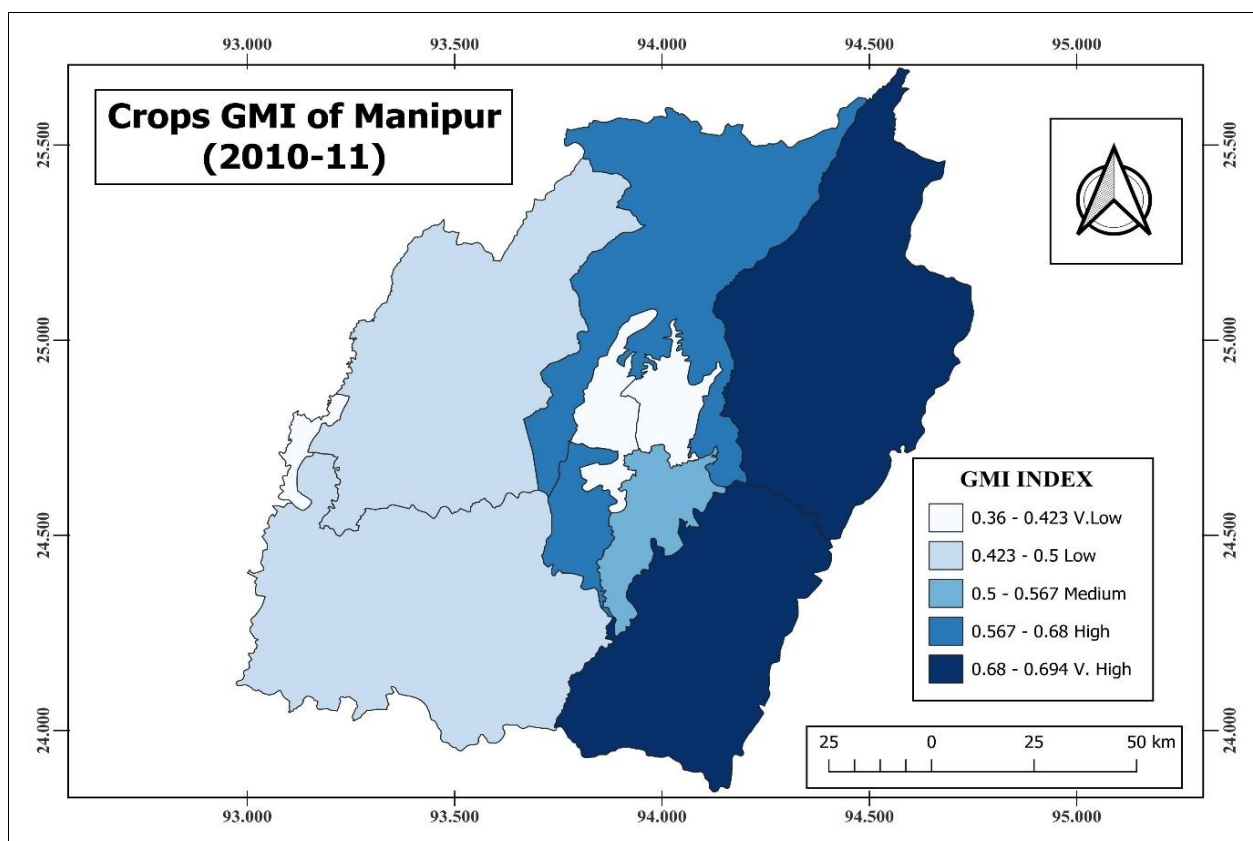 93.000 93.500 94.000 94.500 95.000
Crops GMI of Manipur
(2010-11)
25.500 25.500
25.000 25.000
24.500 24.500
24.000 24.000
GMI INDEX
0.36 - 0.423 V.Low
0.423 - 0.5 Low
0.5 - 0.567 Medium
0.567 - 0.68 High
0.68 - 0.694 V. High
25 0 25 50 km
93.000 93.500 94.000 94.500 95.000